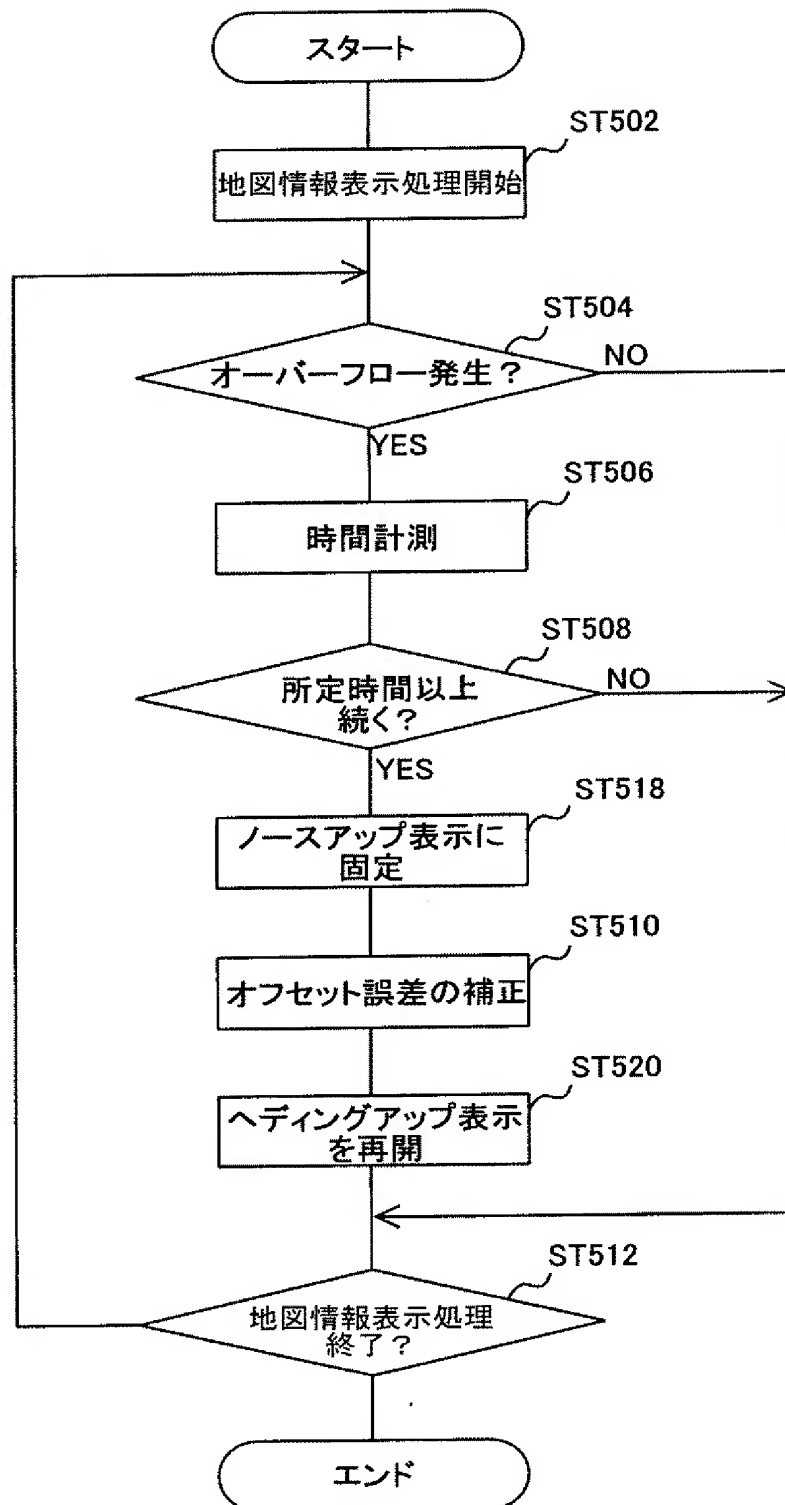 スタート
ST502
地図情報表示処理開始
ST504
オーバーフロー発生?
NO
YES
ST506
時間計測
ST508
所定時間以上
続く?
NO
YES
ST518
ノースアップ表示に
固定
ST510
オフセット誤差の補正
ST520
ヘディングアップ表示
を再開
ST512
地図情報表示処理
終了?
エンド